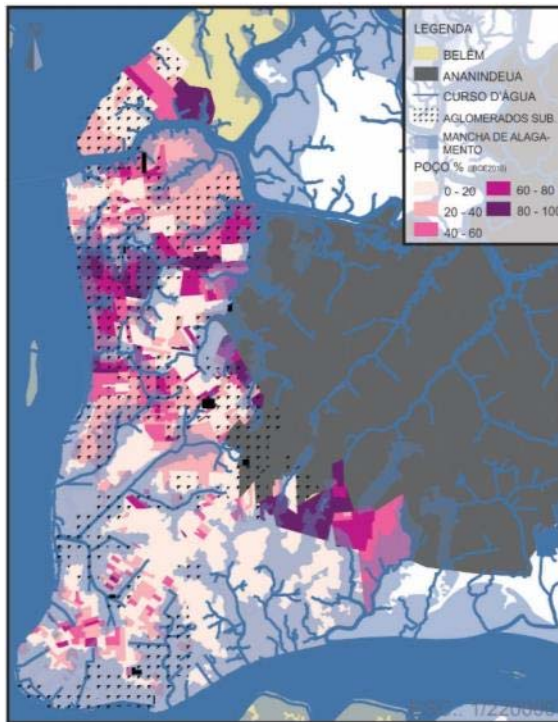 LEGENDA
BELÉM
ANANINDEUA
CURSO D'ÁGUA
AGLOMERADOS SUB.
MANCHA DE ALAGA-
MENTO
POÇO % (IBGE2010)
0 - 20
60 - 80
20 - 40
80 - 100
40 - 60